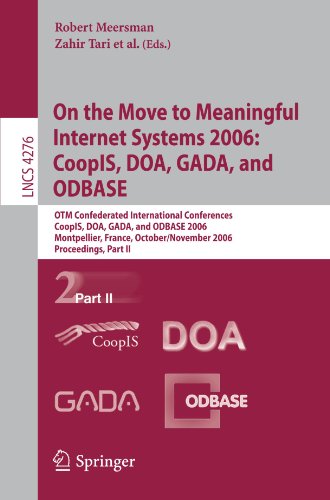 Robert Meersman
Zahir Tari et al. (Eds.)
LNCS 4276
On the Move to Meaningful
Internet Systems 2006:
CoopIS, DOA, GADA, and
ODBASE
OTM Confederated International Conferences
CoopIS, DOA, GADA, and ODBASE 2006
Montpellier, France, October/November 2006
Proceedings, Part II
2 Part II
CoopIS
DOA
GADA
ODBASE
Springer